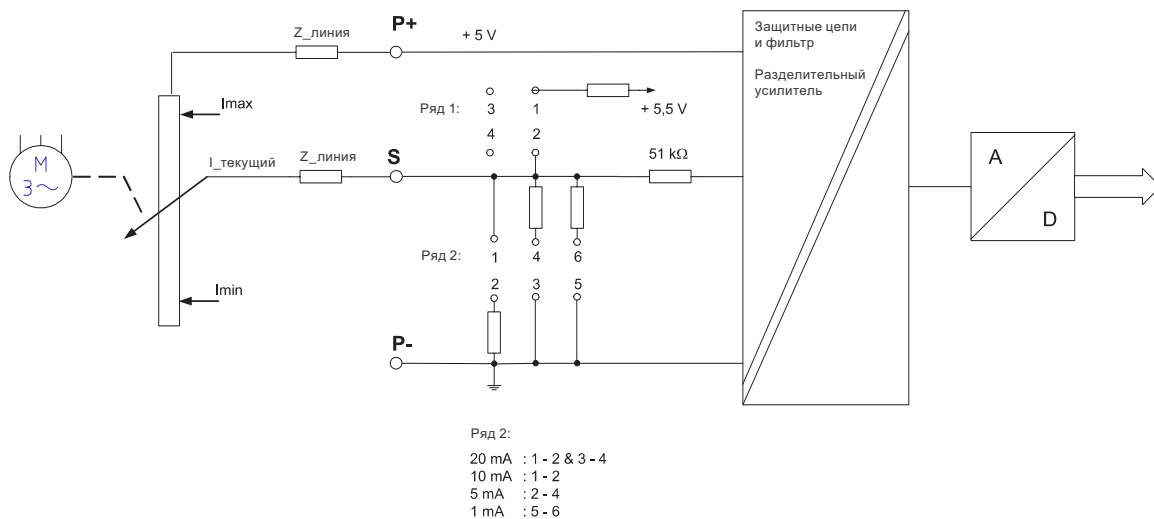 Z_линия
P+
+ 5 V
Защитные цепи
и фильтр
Разделительный
усилитель
Imax
Ряд 1:
3
1
4
2
+ 5,5 V
M
3~
I_текущий
Z_линия
S
51 kΩ
A
D
Ряд 2:
1
4
6
2
3
5
Imin
P-
Ряд 2:
20 mA : 1 - 2 & 3 - 4
10 mA : 1 - 2
5 mA : 2 - 4
1 mA : 5 - 6